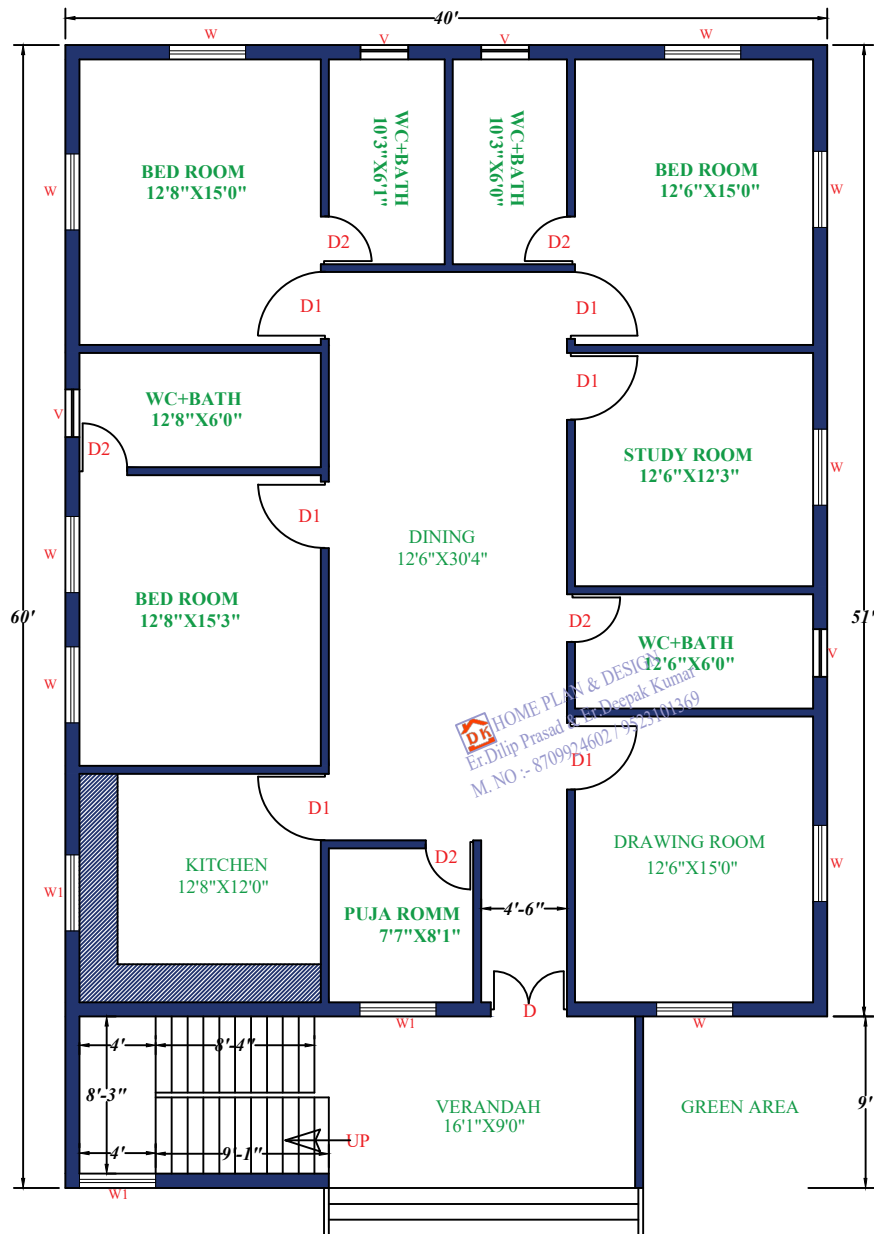 40'
W
V
V
W
BED ROOM
12'8"X15'0"
WC+BATH
10'3"X6'1"
WC+BATH
10'3"X6'0"
BED ROOM
12'6"X15'0"
W
W
D2
D2
D1
D1
D1
WC+BATH
12'8"X6'0"
V
D2
STUDY ROOM
12'6"X12'3"
W
D1
DINING
12'6"X30'4"
W
BED ROOM
12'8"X15'3"
60'
51'
D2
WC+BATH
12'6"X6'0"
V
W
DK
HOME PLAN & DESIGN
Er.Dilip Prasad & Er.Deepak Kumar
M. NO :- 8709924602 / 9523101369
D1
D1
DRAWING ROOM
12'6"X15'0"
W
KITCHEN
12'8"X12'0"
W1
D2
PUJA ROMM
7'7"X8'1"
4'-6"
D
W1
W
4'
8'-4"
8'-3"
VERANDAH
16'1"X9'0"
GREEN AREA
9'
UP
4'
9'-1"
W1